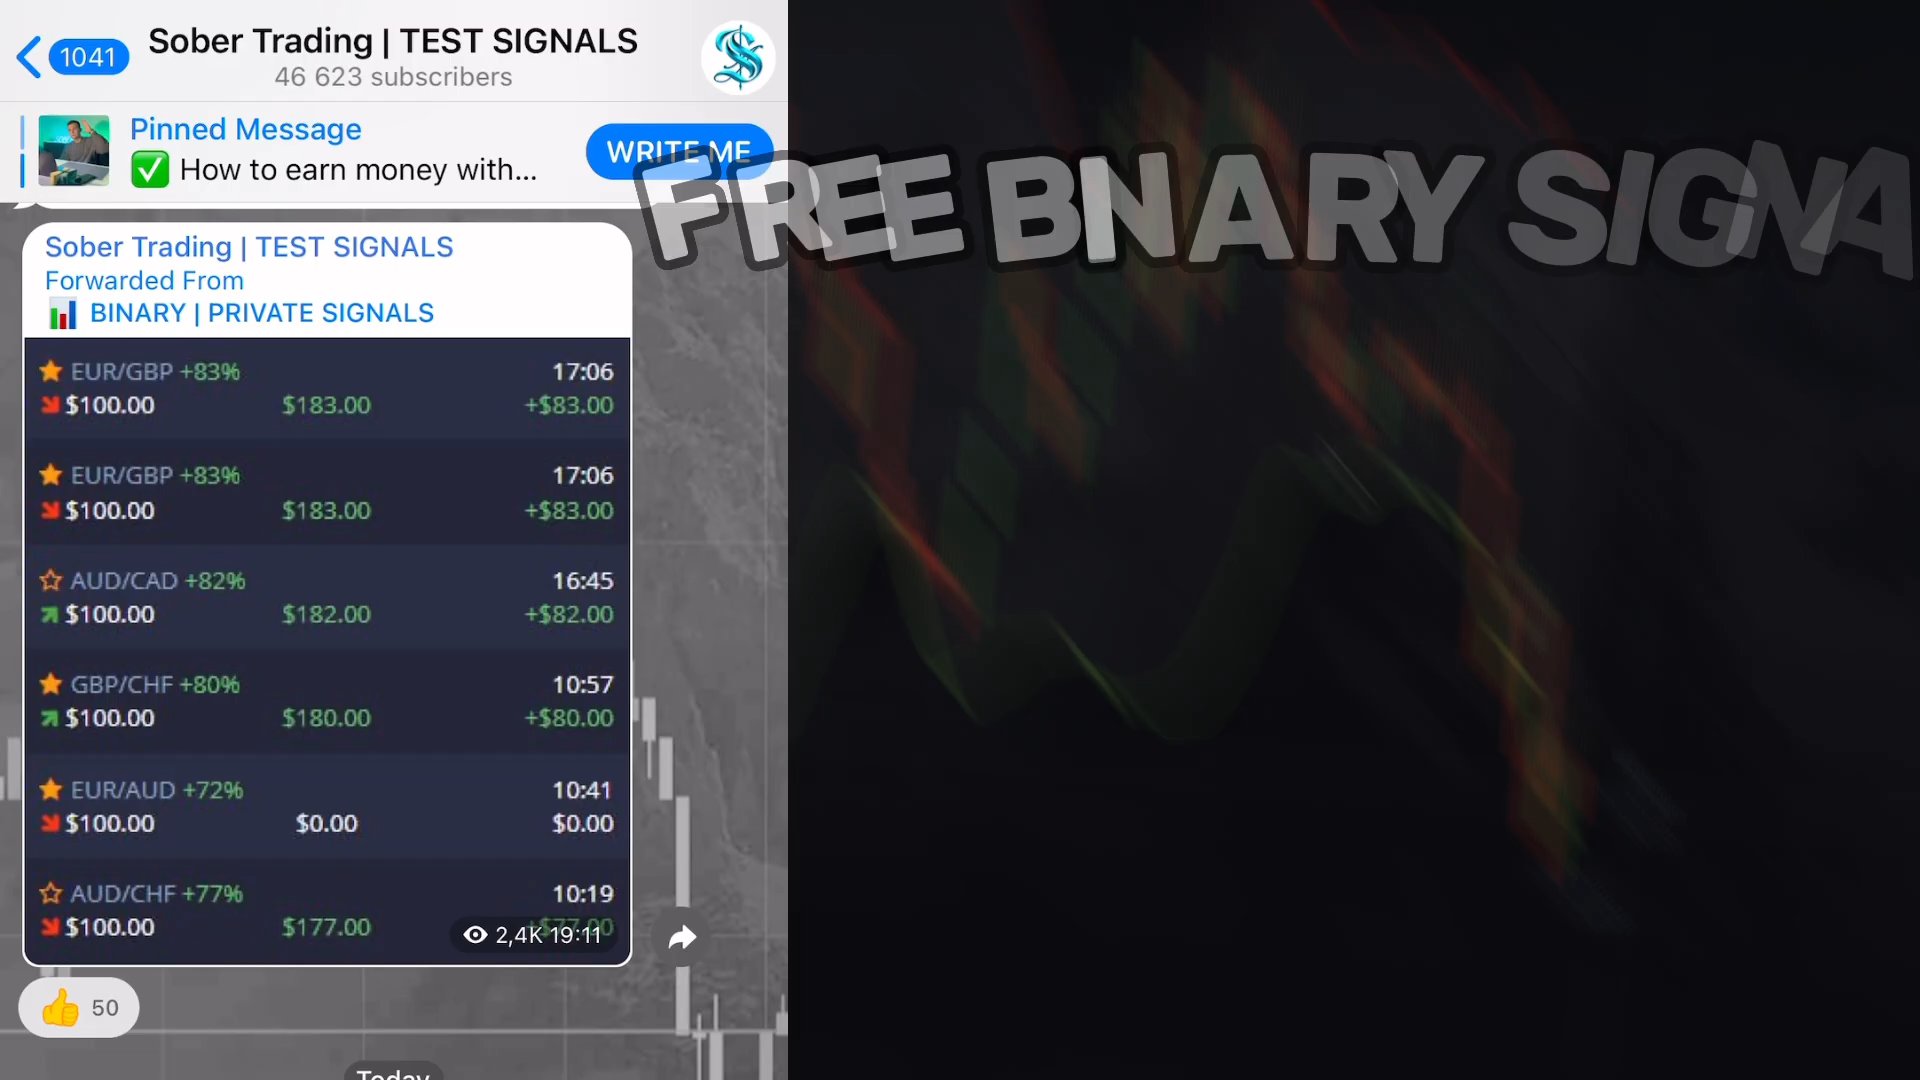 1041
Sober Trading | TEST SIGNALS
46 623 subscribers
Pinned Message
✅ How to earn money with...
WRITE ME
FREE BINARY SIGNA
Sober Trading | TEST SIGNALS
Forwarded From
📊 BINARY | PRIVATE SIGNALS
EUR/GBP +83% 17:06
$100.00 $183.00 +$83.00
EUR/GBP +83% 17:06
$100.00 $183.00 +$83.00
AUD/CAD +82% 16:45
$100.00 $182.00 +$82.00
GBP/CHF +80% 10:57
$100.00 $180.00 +$80.00
EUR/AUD +72% 10:41
$100.00 $0.00 $0.00
AUD/CHF +77% 10:19
$100.00 $177.00 +$77.00
2,4K 19:11
👍 50
Today